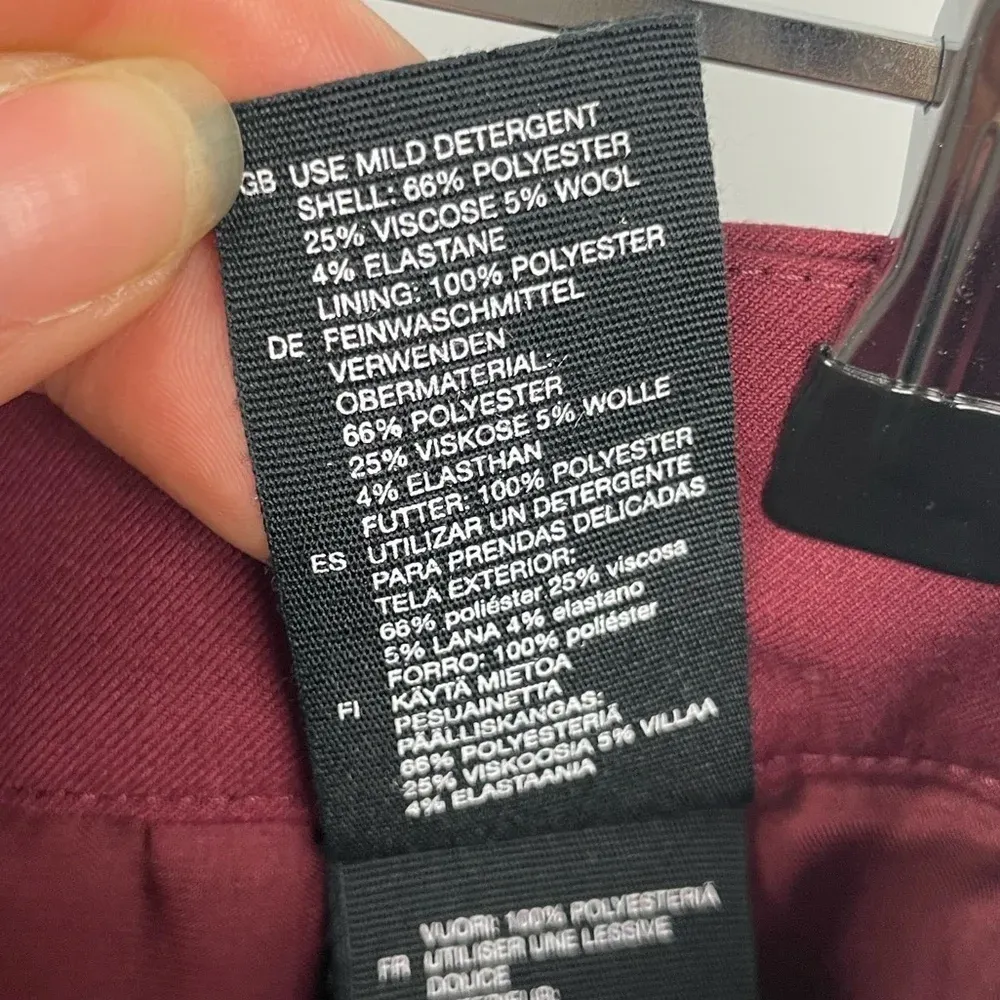 GB USE MILD DETERGENT
SHELL: 66% POLYESTER
25% VISCOSE 5% WOOL
4% ELASTANE
LINING: 100% POLYESTER
DE FEINWASCHMITTEL
VERWENDEN
OBERMATERIAL:
66% POLYESTER
25% VISKOSE 5% WOLLE
4% ELASTHAN
FUTTER: 100% POLYESTER
ES UTILIZAR UN DETERGENTE
PARA PRENDAS DELICADAS
TELA EXTERIOR:
66% poliéster 25% viscosa
5% LANA 4% elastano
FORRO: 100% poliéster
FI KÄYTÄ MIETOA
PESUAINETTA
PÄÄLLISKANGAS:
66% POLYESTERIÄ
25% VISKOOSIA 5% VILLAA
4% ELASTAANIA
VUORI: 100% POLYESTERIÄ
FR UTILISER UNE LESSIVE
DOUCE